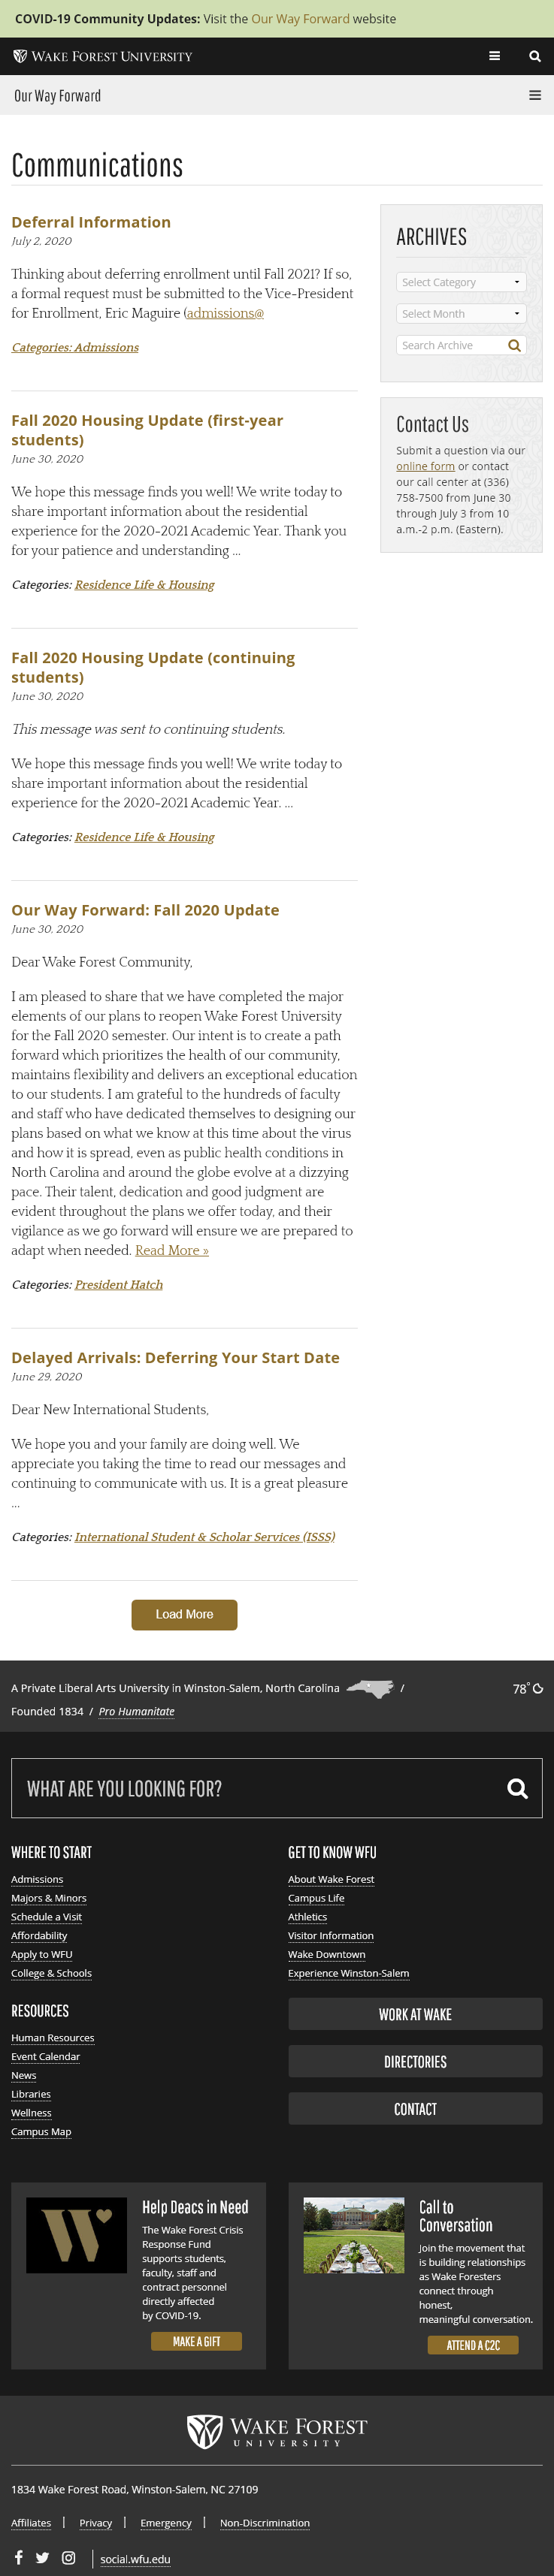 COVID-19 Community Updates: Visit the Our Way Forward website
WAKE FOREST UNIVERSITY
Our Way Forward
Communications
Deferral Information
July 2, 2020
Thinking about deferring enrollment until Fall 2021? If so,
a formal request must be submitted to the Vice-President
for Enrollment, Eric Maguire (admissions@
Categories: Admissions
Fall 2020 Housing Update (first-year
students)
June 30, 2020
We hope this message finds you well! We write today to
share important information about the residential
experience for the 2020-2021 Academic Year. Thank you
for your patience and understanding ...
Categories: Residence Life & Housing
Fall 2020 Housing Update (continuing
students)
June 30, 2020
This message was sent to continuing students.
We hope this message finds you well! We write today to
share important information about the residential
experience for the 2020-2021 Academic Year. ...
Categories: Residence Life & Housing
Our Way Forward: Fall 2020 Update
June 30, 2020
Dear Wake Forest Community,
I am pleased to share that we have completed the major
elements of our plans to reopen Wake Forest University
for the Fall 2020 semester. Our intent is to create a path
forward which prioritizes the health of our community,
maintains flexibility and delivers an exceptional education
to our students. I am grateful to the hundreds of faculty
and staff who have dedicated themselves to designing our
plans based on what we know at this time about the virus
and how it is spread, even as public health conditions in
North Carolina and around the globe evolve at a dizzying
pace. Their talent, dedication and good judgment are
evident throughout the plans we offer today, and their
vigilance as we go forward will ensure we are prepared to
adapt when needed. Read More »
Categories: President Hatch
Delayed Arrivals: Deferring Your Start Date
June 29, 2020
Dear New International Students,
We hope you and your family are doing well. We
appreciate you taking the time to read our messages and
continuing to communicate with us. It is a great pleasure
...
Categories: International Student & Scholar Services (ISSS)
Load More
ARCHIVES
Select Category
Select Month
Search Archive
Contact Us
Submit a question via our
online form or contact
our call center at (336)
758-7500 from June 30
through July 3 from 10
a.m.-2 p.m. (Eastern).
A Private Liberal Arts University in Winston-Salem, North Carolina /
Founded 1834 / Pro Humanitate
78°
WHAT ARE YOU LOOKING FOR?
WHERE TO START
Admissions
Majors & Minors
Schedule a Visit
Affordability
Apply to WFU
College & Schools
RESOURCES
Human Resources
Event Calendar
News
Libraries
Wellness
Campus Map
GET TO KNOW WFU
About Wake Forest
Campus Life
Athletics
Visitor Information
Wake Downtown
Experience Winston-Salem
WORK AT WAKE
DIRECTORIES
CONTACT
W
Help Deacs in Need
The Wake Forest Crisis
Response Fund
supports students,
faculty, staff and
contract personnel
directly affected
by COVID-19.
MAKE A GIFT
Call to
Conversation
Join the movement that
is building relationships
as Wake Foresters
connect through
honest,
meaningful conversation.
ATTEND A C2C
WAKE FOREST
UNIVERSITY
1834 Wake Forest Road, Winston-Salem, NC 27109
Affiliates | Privacy | Emergency | Non-Discrimination
social.wfu.edu